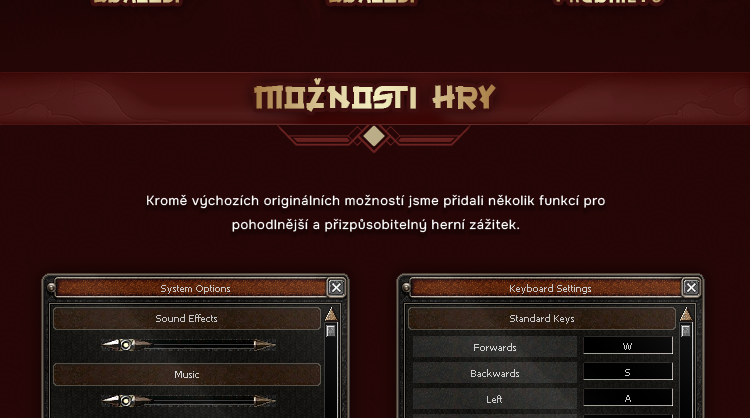 MOŽNOSTI HRY
Kromě výchozích originálních možností jsme přidali několik funkcí pro
pohodlnější a přizpůsobitelný herní zážitek.
System Options
Sound Effects
Music
Keyboard Settings
Standard Keys
Forwards W
Backwards S
Left A